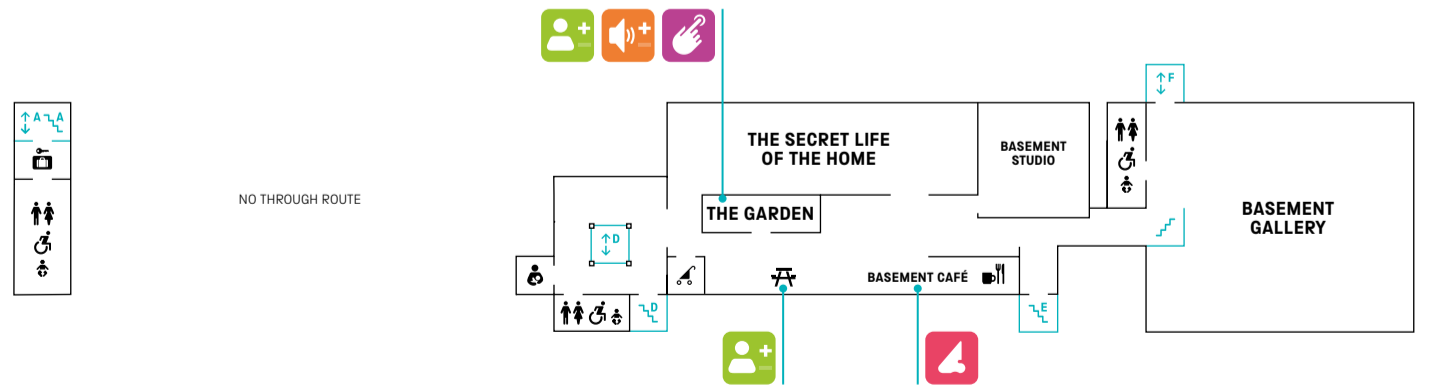 A A
NO THROUGH ROUTE
D
D
THE SECRET LIFE
OF THE HOME
THE GARDEN
BASEMENT
STUDIO
BASEMENT CAFÉ
E
F
BASEMENT
GALLERY